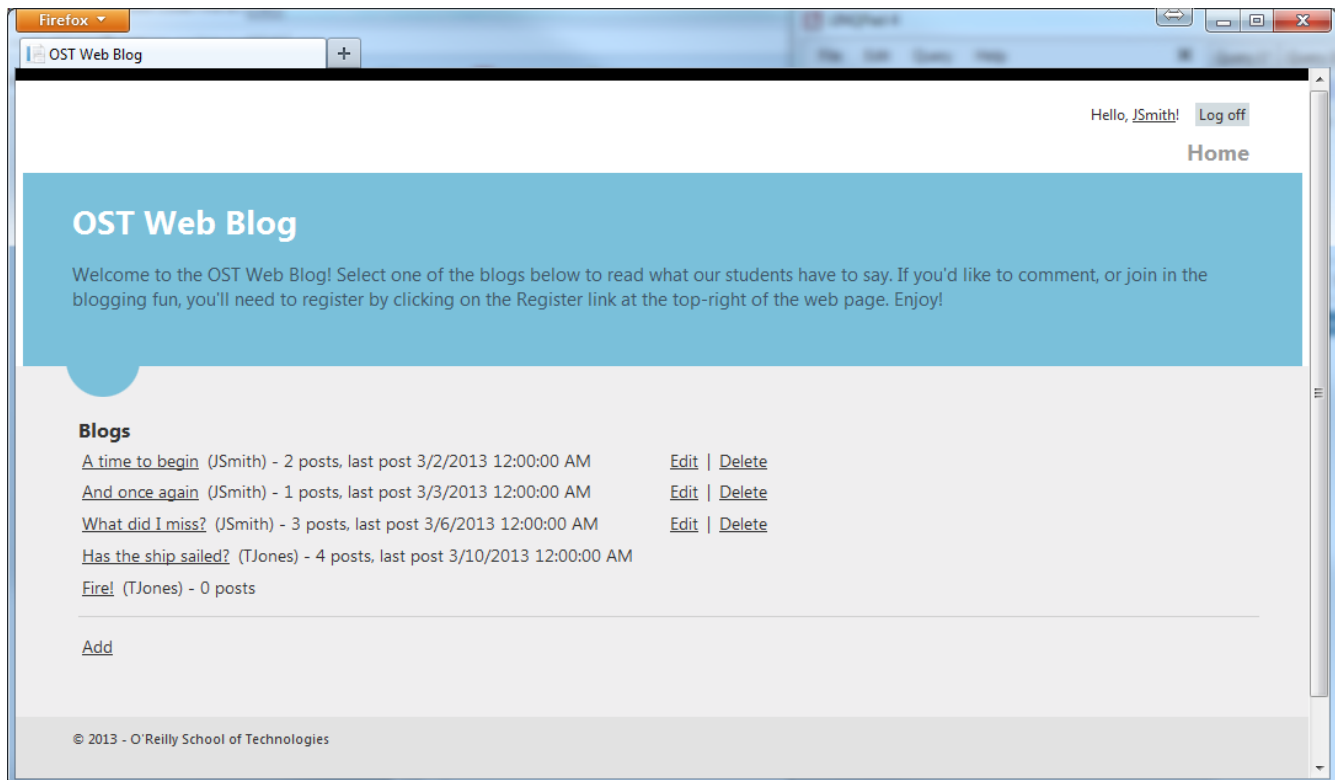 Firefox
OST Web Blog
File Edit Query Help
Hello, JSmith! Log off
Home
OST Web Blog
Welcome to the OST Web Blog! Select one of the blogs below to read what our students have to say. If you'd like to comment, or join in the
blogging fun, you'll need to register by clicking on the Register link at the top-right of the web page. Enjoy!
Blogs
A time to begin (JSmith) - 2 posts, last post 3/2/2013 12:00:00 AM Edit | Delete
And once again (JSmith) - 1 posts, last post 3/3/2013 12:00:00 AM Edit | Delete
What did I miss? (JSmith) - 3 posts, last post 3/6/2013 12:00:00 AM Edit | Delete
Has the ship sailed? (TJones) - 4 posts, last post 3/10/2013 12:00:00 AM
Fire! (TJones) - 0 posts
Add
© 2013 - O'Reilly School of Technologies